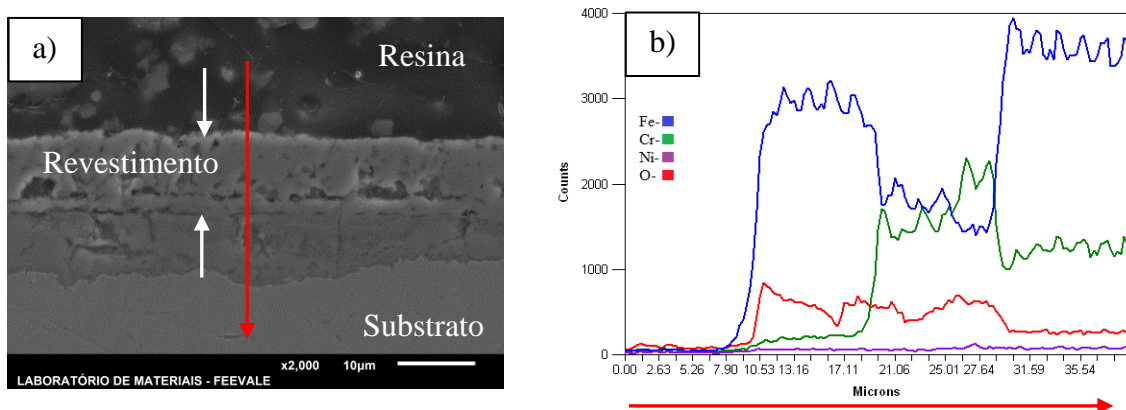 a)
Resina
Revestimento
Substrato
x2,000 10µm
LABORATÓRIO DE MATERIAIS - FEEVALE
b)
4000
3000
2000
1000
0
Counts
Fe-
Cr-
Ni-
O-
0.00 2.63 5.26 7.90 10.53 13.16 17.11 21.06 25.01 27.64 31.59 35.54
Microns